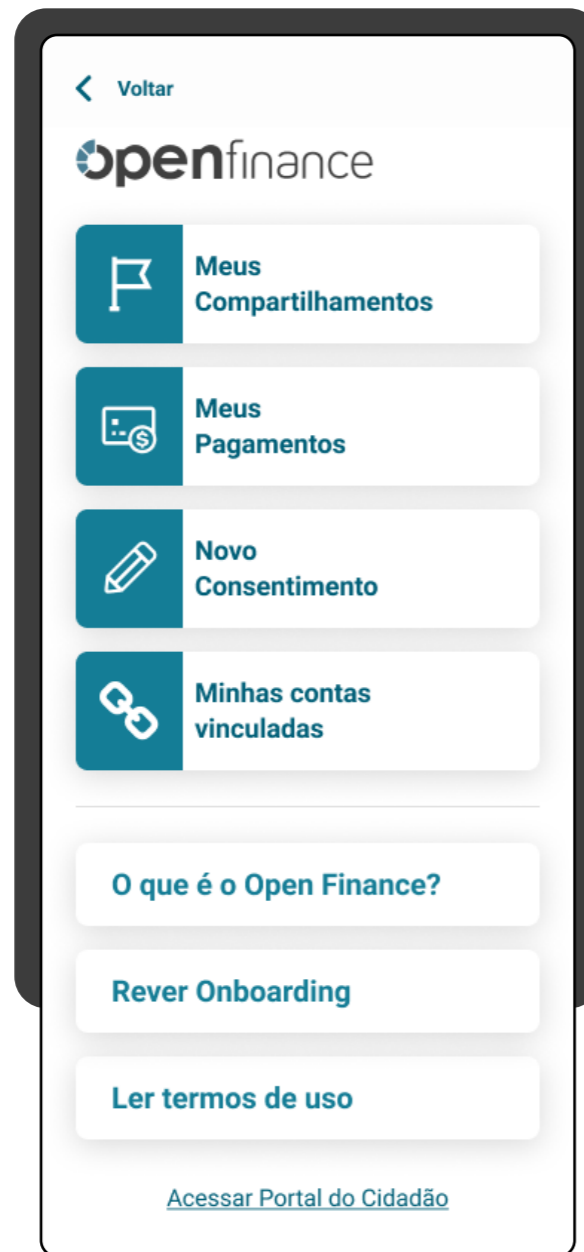 Voltar
openfinance
Meus
Compartilhamentos
Meus
Pagamentos
Novo
Consentimento
Minhas contas
vinculadas
O que é o Open Finance?
Rever Onboarding
Ler termos de uso
Acessar Portal do Cidadão